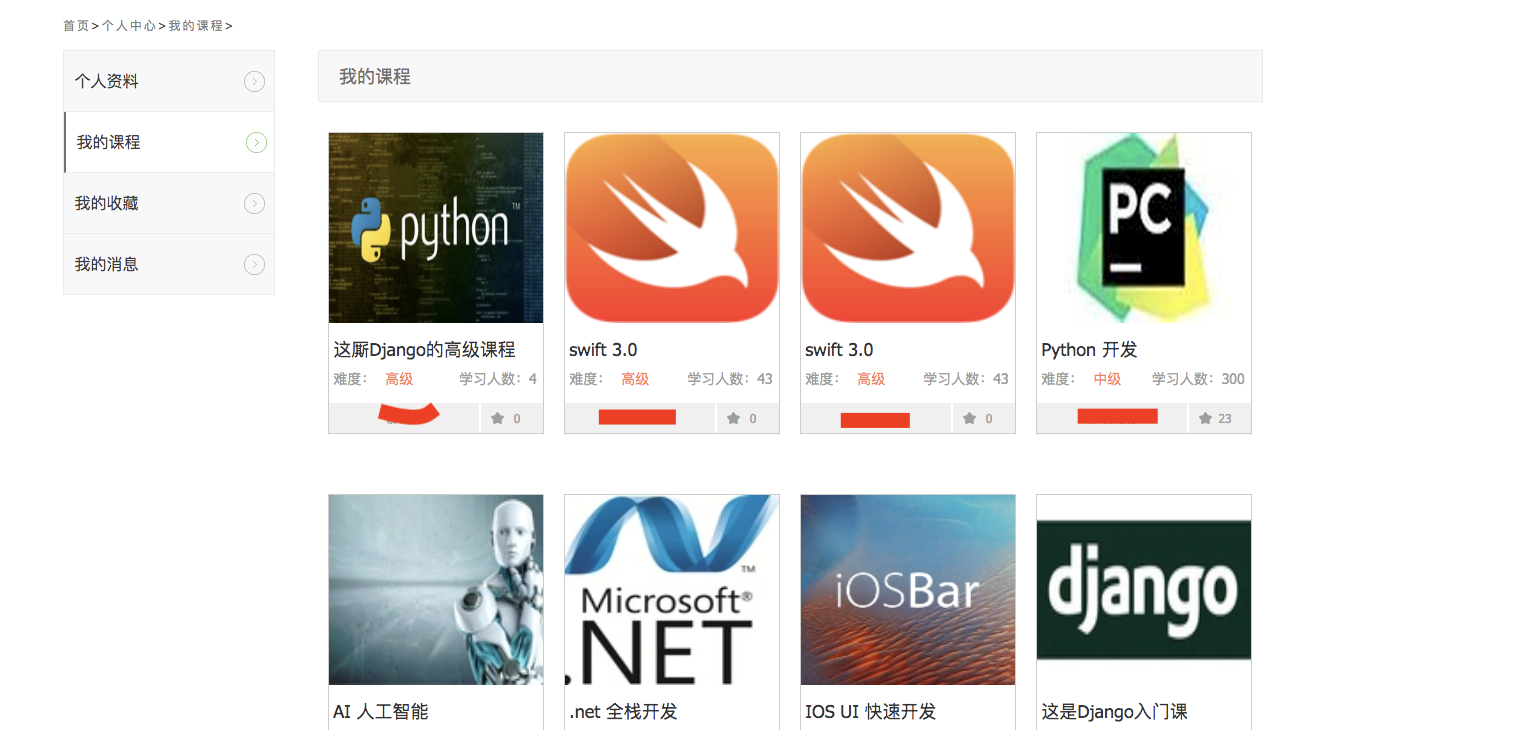 首页>个人中心>我的课程>
个人资料
我的课程
我的收藏
我的消息
我的课程
python™
PC
这厮Django的高级课程
swift 3.0
swift 3.0
Python 开发
难度： 高级 学习人数：4
难度： 高级 学习人数：43
难度： 高级 学习人数：43
难度： 中级 学习人数：300
0
0
0
23
Microsoft®
.NET
TM
iOSBar
django
AI 人工智能
.net 全栈开发
IOS UI 快速开发
这是Django入门课